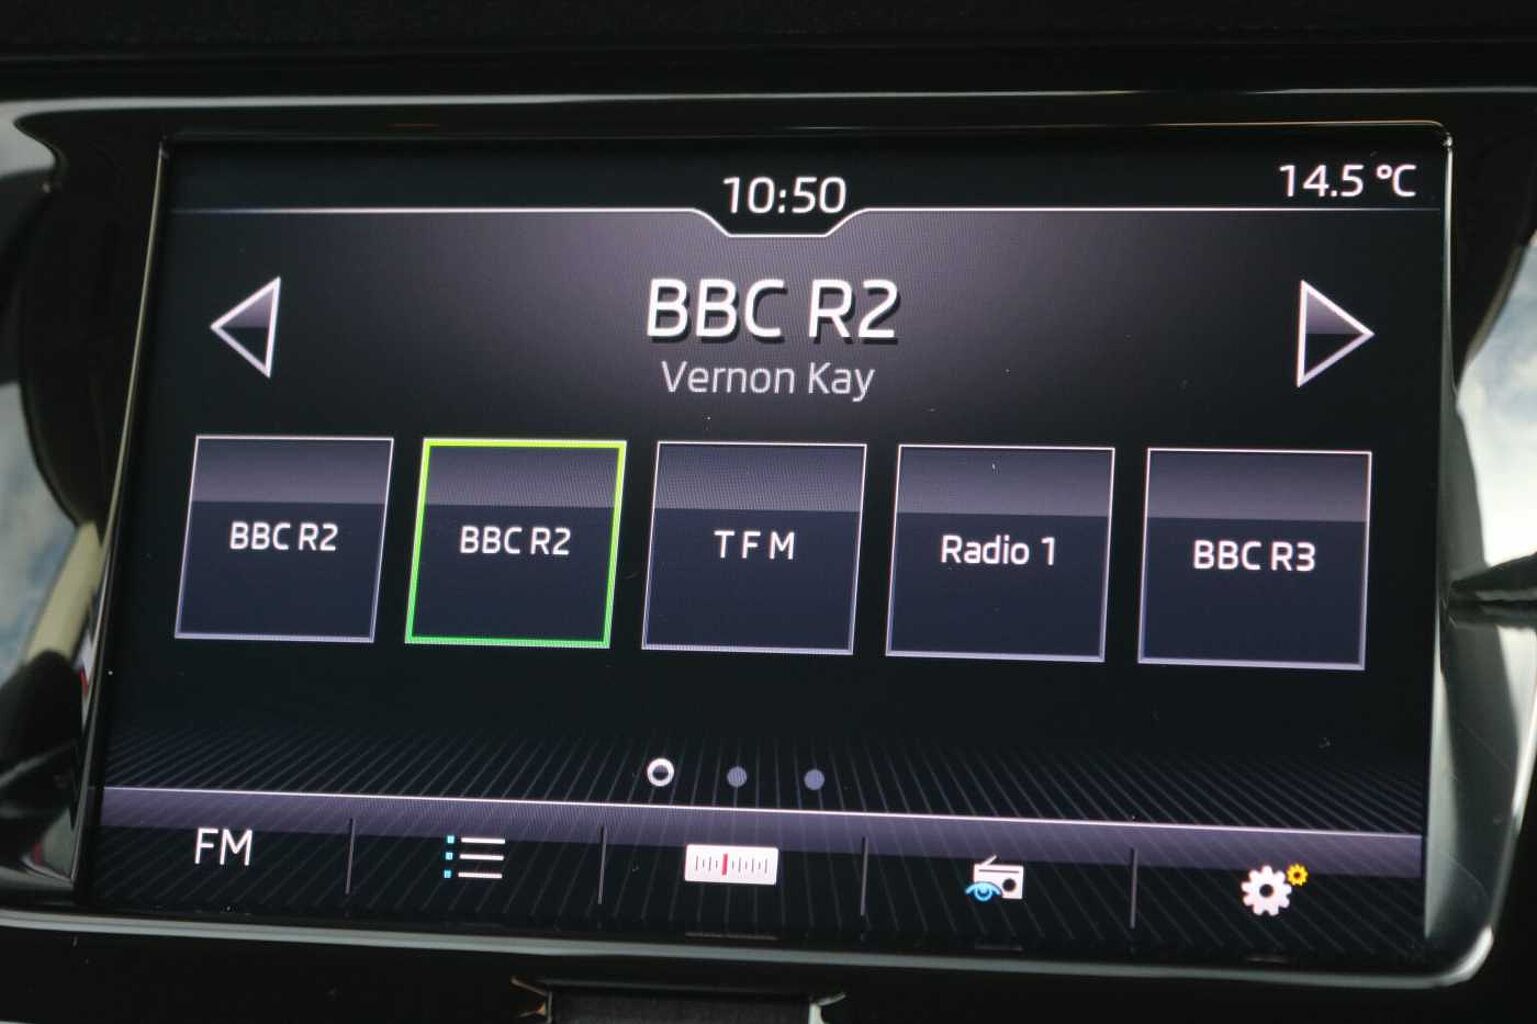 10:50
14.5 °C
BBC R2
Vernon Kay
BBC R2
BBC R2
T F M
Radio 1
BBC R3
FM